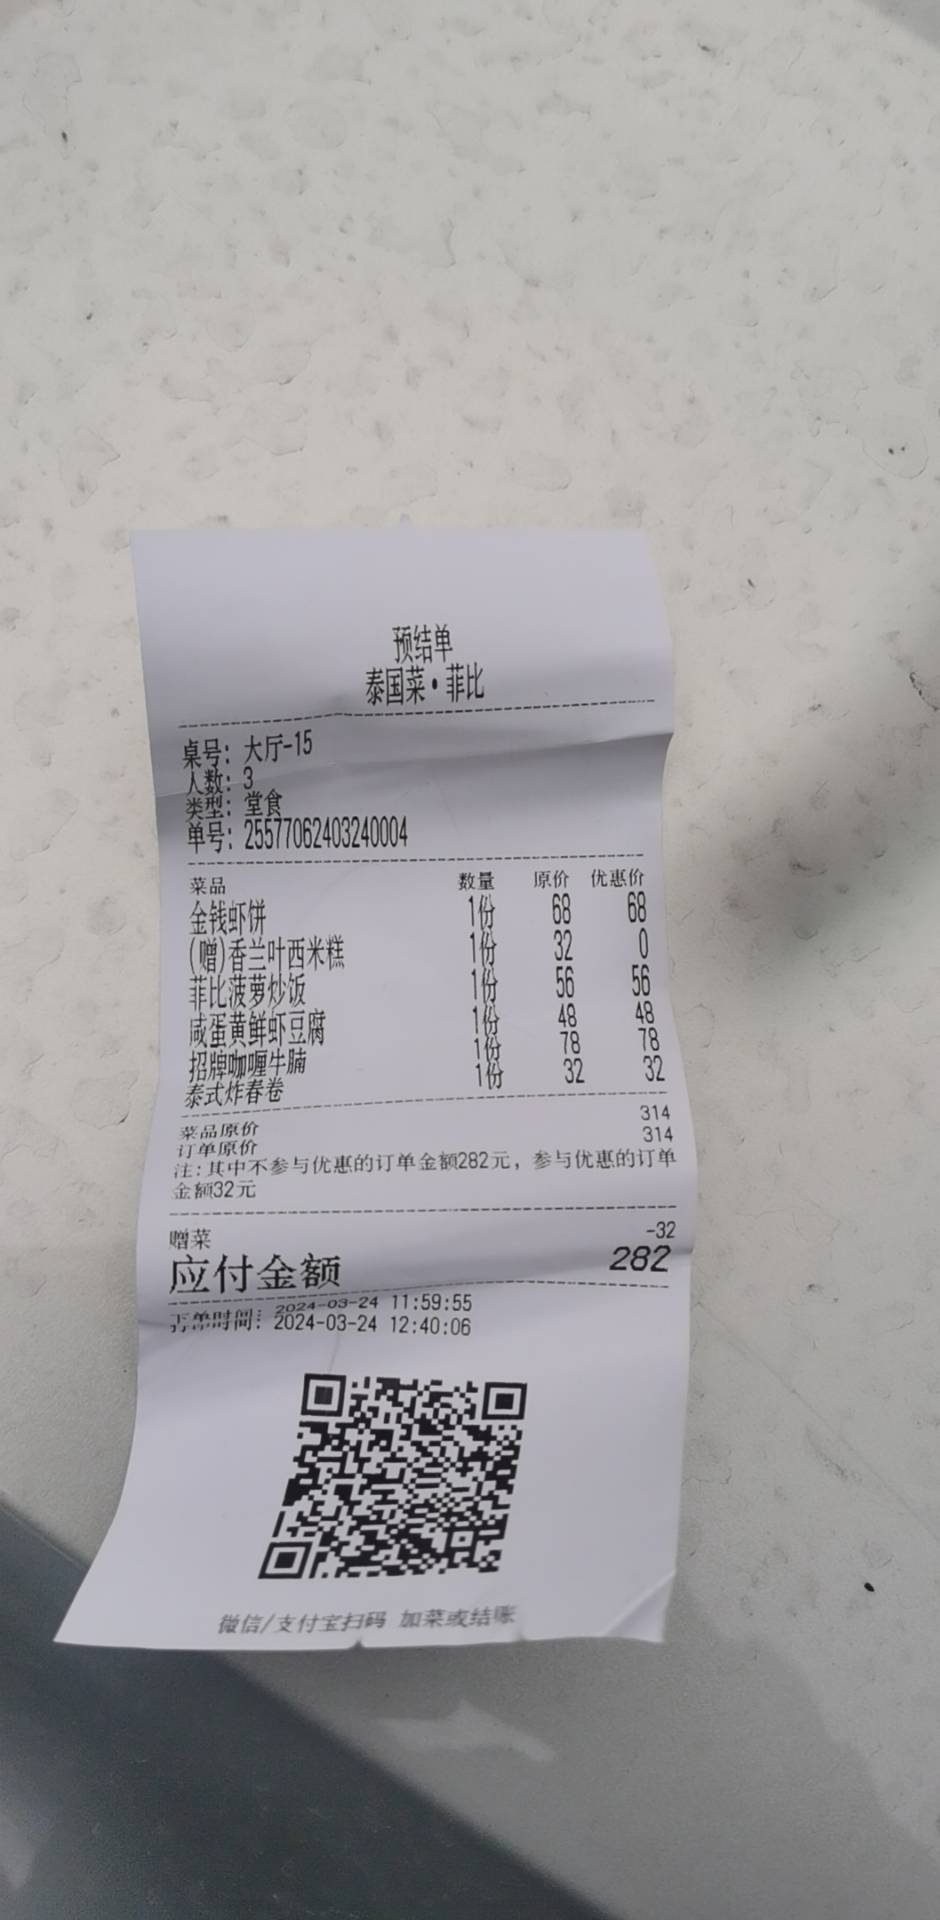 预结单
泰国菜•菲比
桌号: 大厅-15
人数: 3
类型: 堂食
单号: 25577062403240004
菜品 数量 原价 优惠价
金钱虾饼 1份 68 68
(赠)香兰叶西米糕 1份 32 0
菲比菠萝炒饭 1份 56 56
咸蛋黄鲜虾豆腐 1份 48 48
招牌咖喱牛腩 1份 78 78
泰式炸春卷 1份 32 32
菜品原价 314
订单原价 314
注:其中不参与优惠的订单金额282元, 参与优惠的订单
金额32元
赠菜 -32
应付金额 282
下单时间: 2024-03-24 11:59:55
2024-03-24 12:40:06
微信/支付宝扫码 加菜或结账